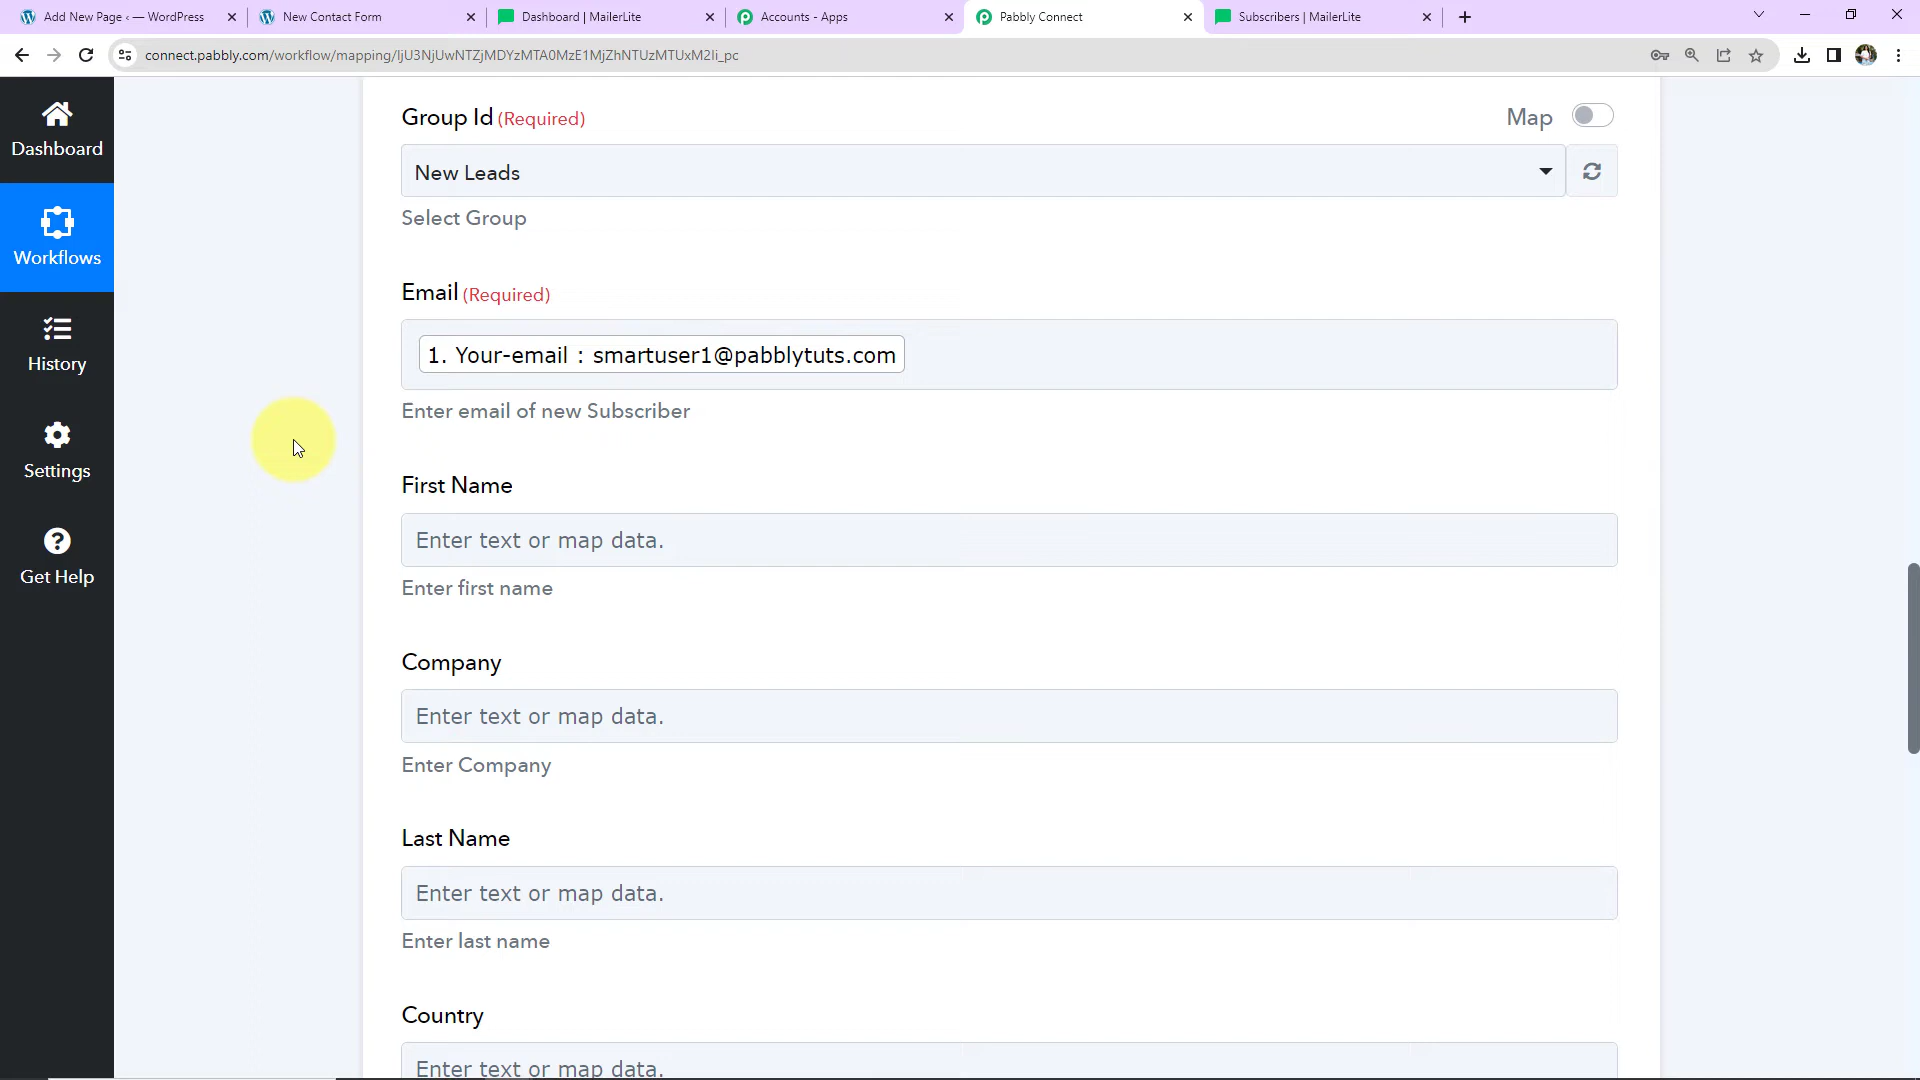 Add New Page ‹ — WordPress
New Contact Form
Dashboard | MailerLite
Accounts - Apps
Pabbly Connect
Subscribers | MailerLite
connect.pabbly.com/workflow/mapping/IjU3NjUwNTZjMDYzMTA0MzE1MjZhNTUzMTUxM2Ii_pc
Dashboard
Workflows
History
Settings
Get Help
Group Id (Required)
Map
New Leads
Select Group
Email (Required)
1. Your-email : smartuser1@pabblytuts.com
Enter email of new Subscriber
First Name
Enter text or map data.
Enter first name
Company
Enter text or map data.
Enter Company
Last Name
Enter text or map data.
Enter last name
Country
Enter text or map data.